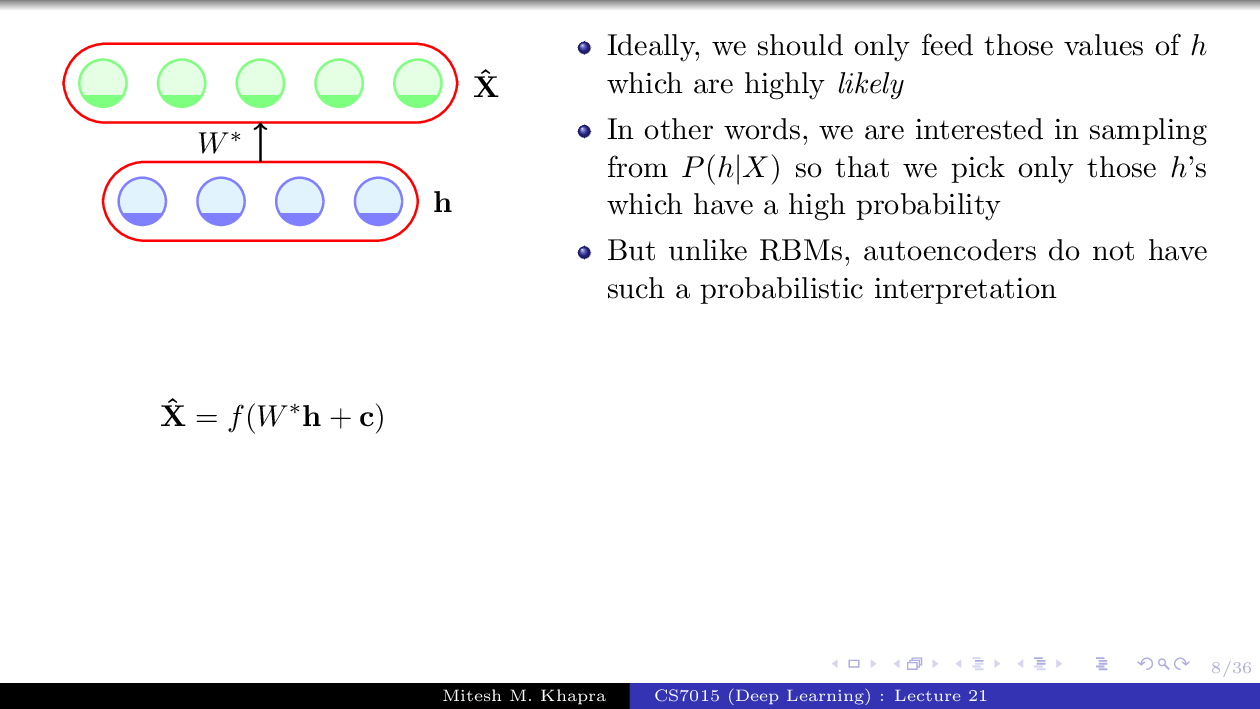 X̂
W*
h
X̂ = f(W*h + c)
Ideally, we should only feed those values of h
which are highly likely
In other words, we are interested in sampling
from P(h|X) so that we pick only those h's
which have a high probability
But unlike RBMs, autoencoders do not have
such a probabilistic interpretation
8/36
Mitesh M. Khapra
CS7015 (Deep Learning) : Lecture 21